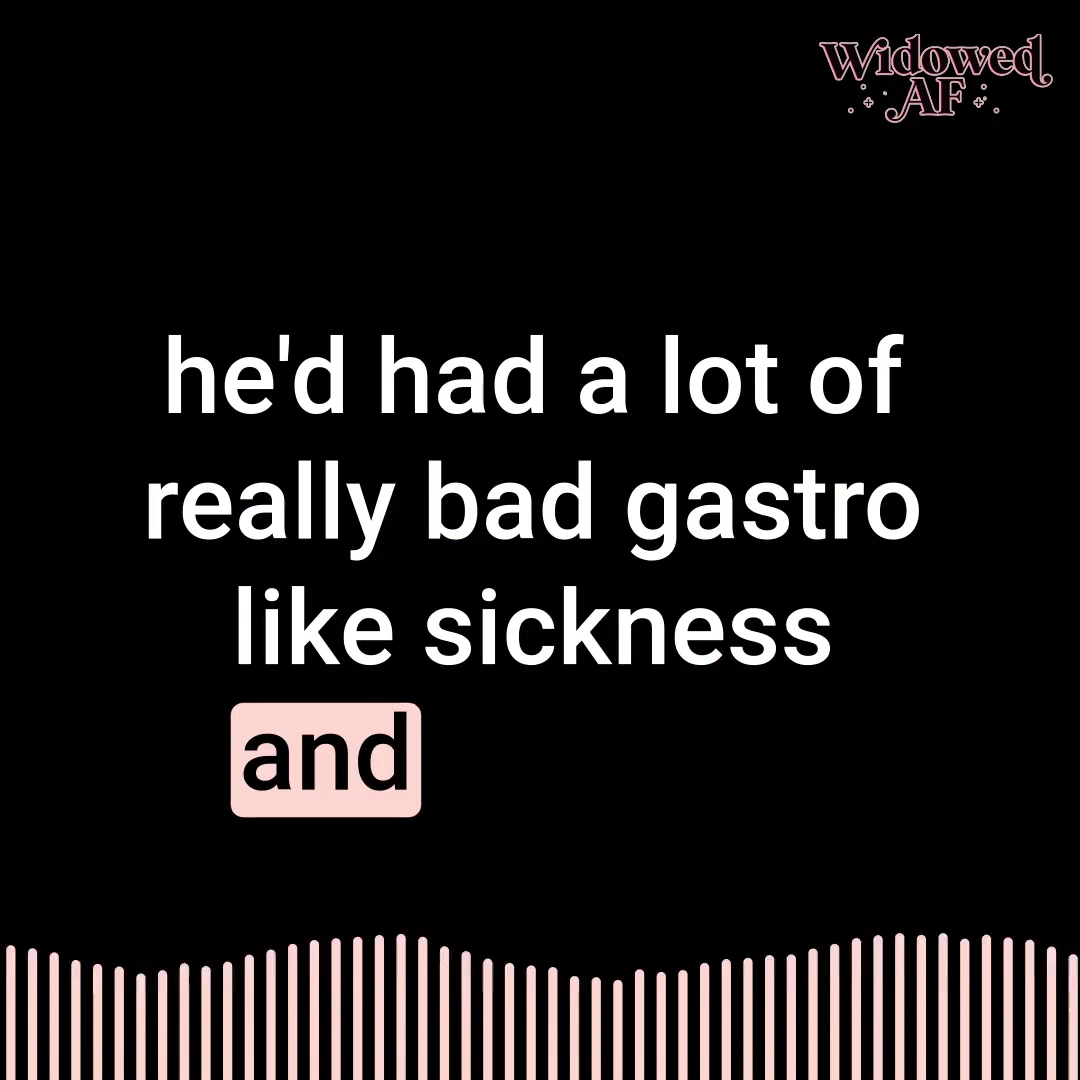 Widowed
AF
he'd had a lot of
really bad gastro
like sickness
and